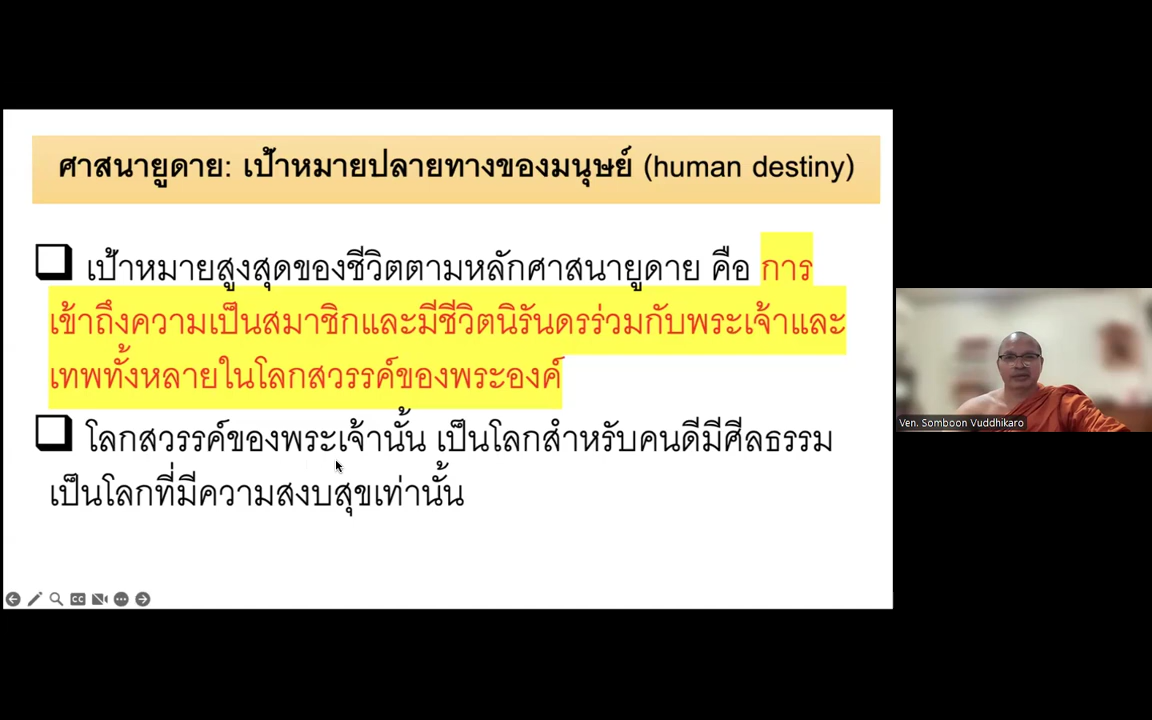 ศาสนายูดาย: เป้าหมายปลายทางของมนุษย์ (human destiny)
เป้าหมายสูงสุดของชีวิตตามหลักศาสนายูดาย คือ การ
เข้าถึงความเป็นสมาชิกและมีชีวิตนิรันดรร่วมกับพระเจ้าและ
เทพทั้งหลายในโลกสวรรค์ของพระองค์
โลกสวรรค์ของพระเจ้านั้น เป็นโลกสำหรับคนดีมีศีลธรรม
เป็นโลกที่มีความสงบสุขเท่านั้น
CC
Ven. Somboon Vuddhikaro